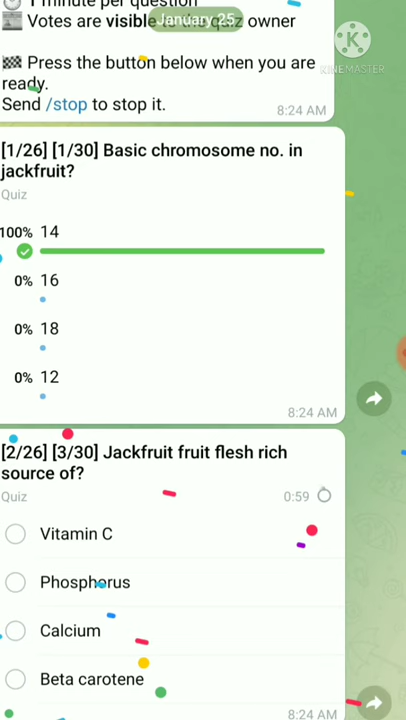 1 minute per question
Votes are visible to the quiz owner
January 25
Press the button below when you are
ready.
Send /stop to stop it.
8:24 AM
KINEMASTER
[1/26] [1/30] Basic chromosome no. in
jackfruit?
Quiz
100% 14
0% 16
0% 18
0% 12
8:24 AM
[2/26] [3/30] Jackfruit fruit flesh rich
source of?
Quiz
0:59
Vitamin C
Phosphorus
Calcium
Beta carotene
8:24 AM